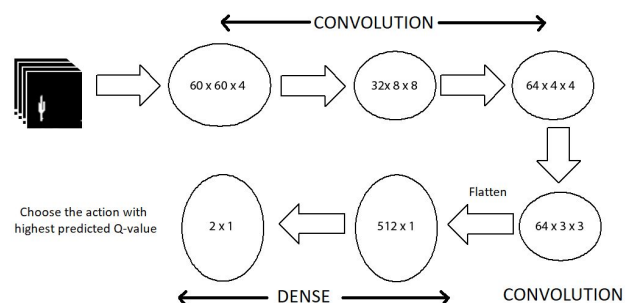 CONVOLUTION
60 x 60 x 4
32x 8 x 8
64 x 4 x 4
Flatten
Choose the action with
highest predicted Q-value
2 x 1
512 x 1
64 x 3 x 3
DENSE
CONVOLUTION